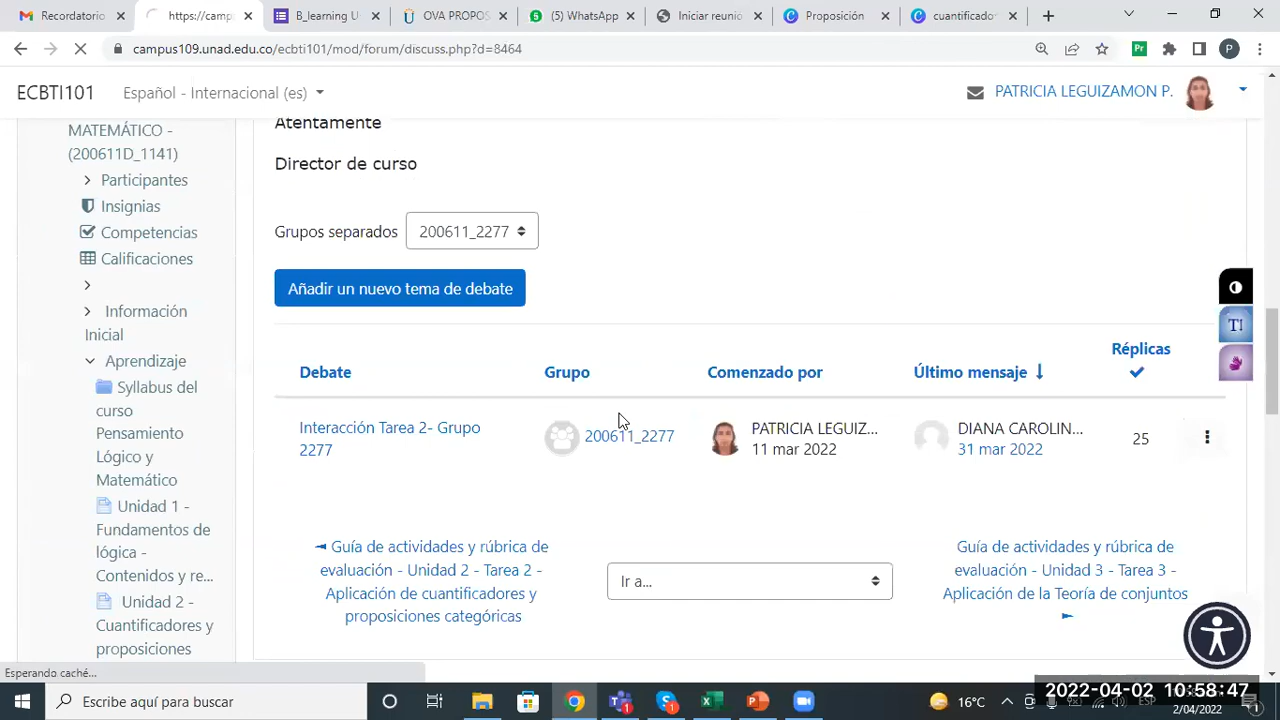 Recordatorio
https://camp
B_learning U
OVA PROPOS
(5) WhatsApp
Iniciar reunio
Proposición
cuantificado
campus109.unad.edu.co/ecbti101/mod/forum/discuss.php?d=8464
P
ECBTI101
Español - Internacional (es)
PATRICIA LEGUIZAMON P.
MATEMÁTICO -
(200611D_1141)
Participantes
Insignias
Competencias
Calificaciones
Información
Inicial
Aprendizaje
Syllabus del
curso
Pensamiento
Lógico y
Matemático
Unidad 1 -
Fundamentos de
lógica -
Contenidos y re...
Unidad 2 -
Cuantificadores y
proposiciones
Atentamente
Director de curso
Grupos separados 200611_2277
Añadir un nuevo tema de debate
Debate Grupo Comenzado por Último mensaje Réplicas
Interacción Tarea 2- Grupo
2277
200611_2277
PATRICIA LEGUIZ...
11 mar 2022
DIANA CAROLIN...
31 mar 2022
25
Guía de actividades y rúbrica de
evaluación - Unidad 2 - Tarea 2 -
Aplicación de cuantificadores y
proposiciones categóricas
Ir a...
Guía de actividades y rúbrica de
evaluación - Unidad 3 - Tarea 3 -
Aplicación de la Teoría de conjuntos
Esperando caché...
Escribe aquí para buscar
16°C
ESP
2022-04-02 10:58:47
2/04/2022